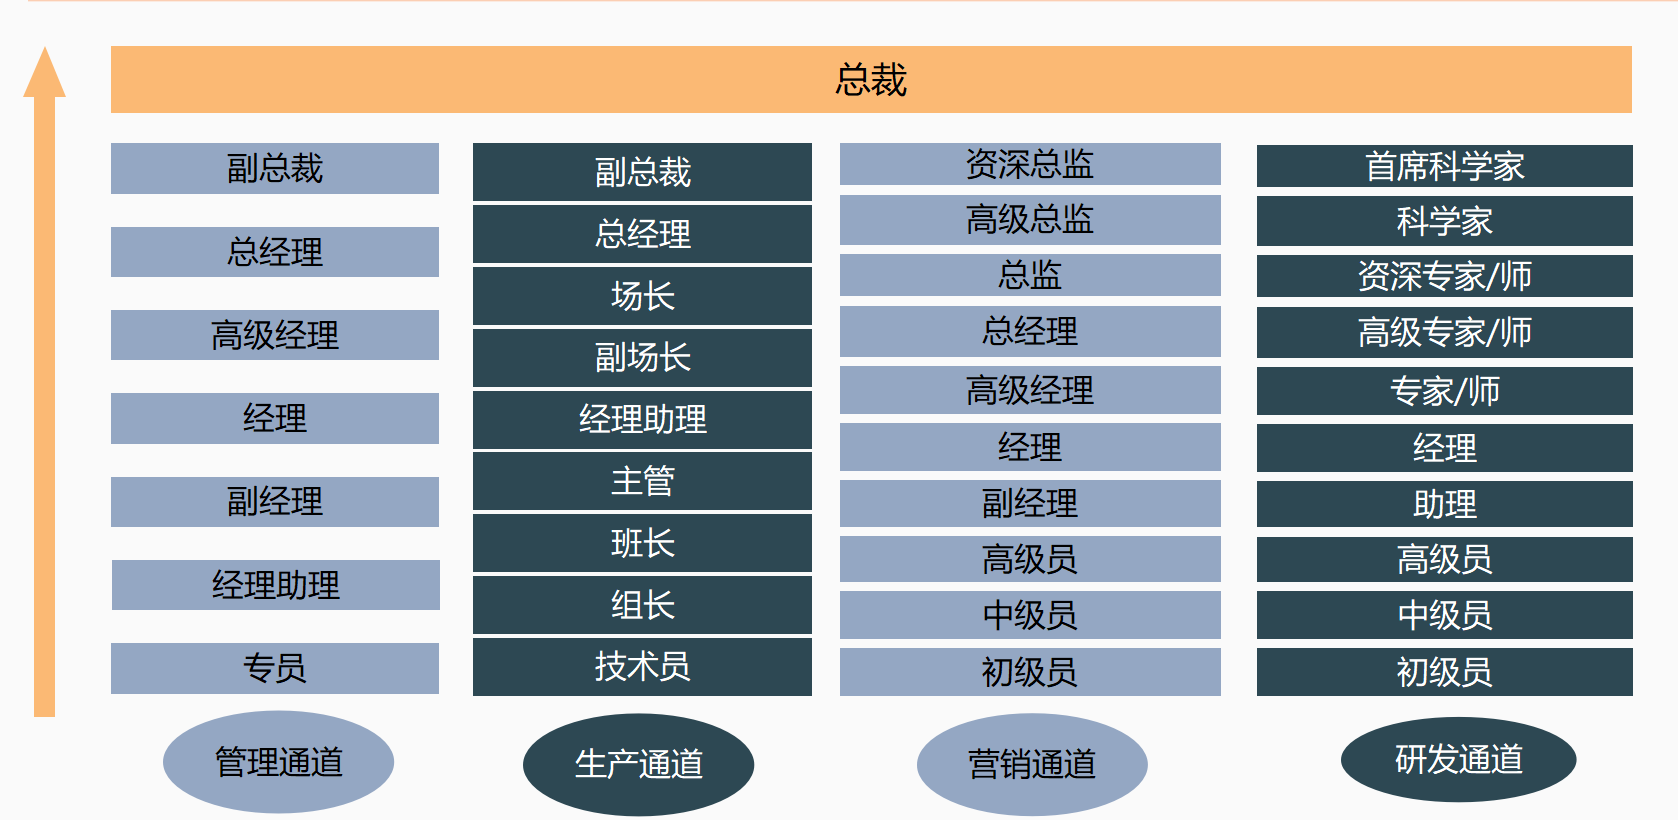 总裁
副总裁
总经理
高级经理
经理
副经理
经理助理
专员
管理通道
副总裁
总经理
场长
副场长
经理助理
主管
班长
组长
技术员
生产通道
资深总监
高级总监
总监
总经理
高级经理
经理
副经理
高级员
中级员
初级员
营销通道
首席科学家
科学家
资深专家/师
高级专家/师
专家/师
经理
助理
高级员
中级员
初级员
研发通道